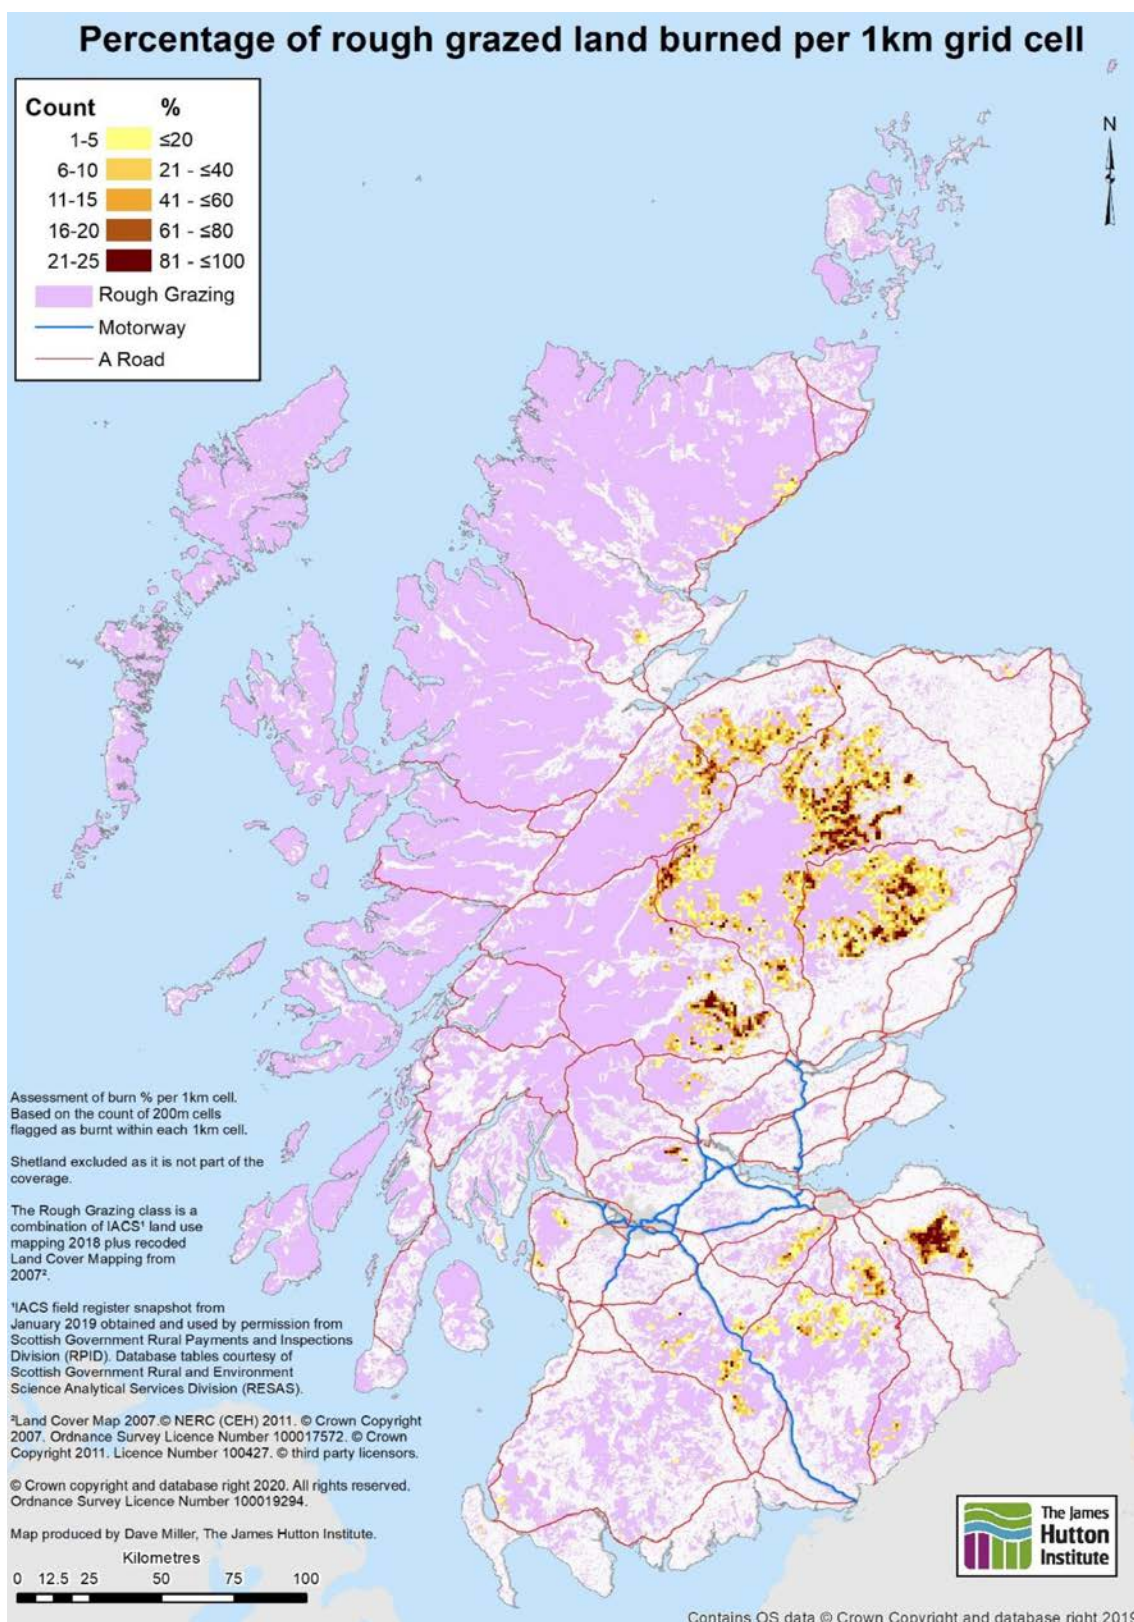 Percentage of rough grazed land burned per 1km grid cell
Count %
1-5 ≤20
6-10 21 - ≤40
11-15 41 - ≤60
16-20 61 - ≤80
21-25 81 - ≤100
Rough Grazing
Motorway
A Road
N
Assessment of burn % per 1km cell.
Based on the count of 200m cells
flagged as burnt within each 1km cell.
Shetland excluded as it is not part of the
coverage.
The Rough Grazing class is a
combination of IACS¹ land use
mapping 2018 plus recoded
Land Cover Mapping from
2007².
¹IACS field register snapshot from
January 2019 obtained and used by permission from
Scottish Government Rural Payments and Inspections
Division (RPID). Database tables courtesy of
Scottish Government Rural and Environment
Science Analytical Services Division (RESAS).
²Land Cover Map 2007.© NERC (CEH) 2011. © Crown Copyright
2007. Ordnance Survey Licence Number 100017572. © Crown
Copyright 2011. Licence Number 100427. © third party licensors.
© Crown copyright and database right 2020. All rights reserved.
Ordnance Survey Licence Number 100019294.
Map produced by Dave Miller, The James Hutton Institute.
Kilometres
0 12.5 25 50 75 100
The James
Hutton
Institute
Contains OS data © Crown Copyright and database right 2019